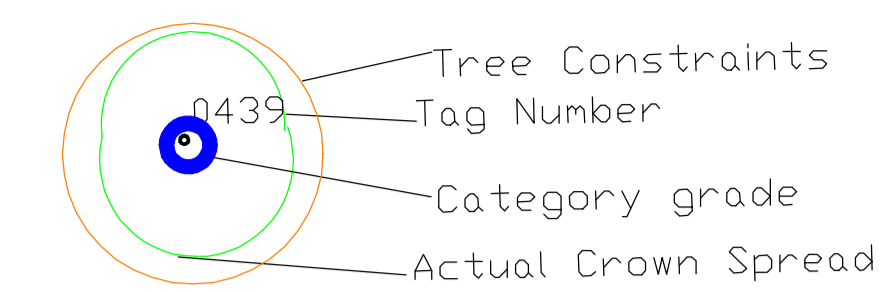 Tree Constraints
0439
Tag Number
Category grade
Actual Crown Spread